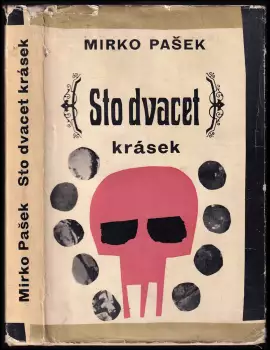 MIRKO PAŠEK
Sto dvacet
krásek
Mirko Pašek Sto dvacet krásek